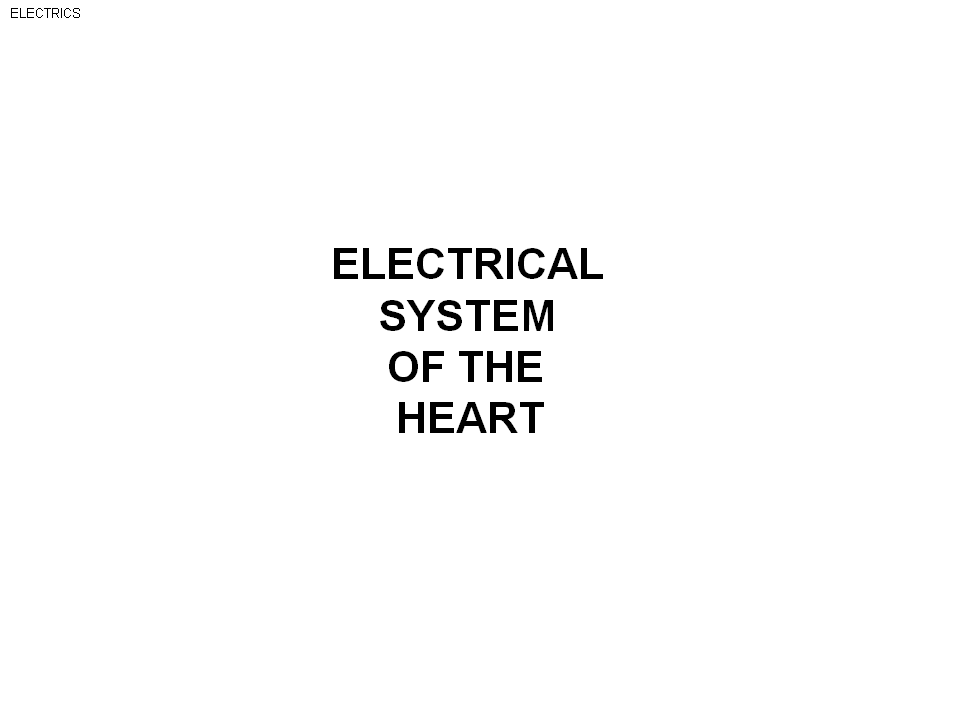 ELECTRICS
ELECTRICAL
SYSTEM
OF THE
HEART